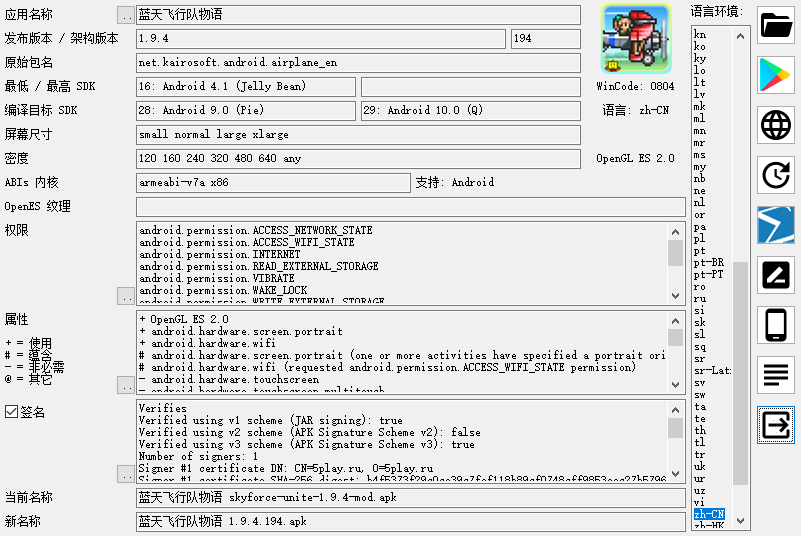 应用名称 .. 蓝天飞行队物语
发布版本 / 架构版本 1.9.4 194
原始包名 net.kairosoft.android.airplane_en
最低 / 最高 SDK 16: Android 4.1 (Jelly Bean)
编译目标 SDK 28: Android 9.0 (Pie) 29: Android 10.0 (Q)
屏幕尺寸 small normal large xlarge
密度 120 160 240 320 480 640 any
ABIs 内核 armeabi-v7a x86 支持: Android
OpenES 纹理
权限
android.permission.ACCESS_NETWORK_STATE
android.permission.ACCESS_WIFI_STATE
android.permission.INTERNET
android.permission.READ_EXTERNAL_STORAGE
android.permission.VIBRATE
android.permission.WAKE_LOCK
android.permission.WRITE_EXTERNAL_STORAGE
..
属性
+ = 使用
# = 蕴含
- = 非必需
@ = 其它
+ OpenGL ES 2.0
+ android.hardware.screen.portrait
+ android.hardware.wifi
# android.hardware.screen.portrait (one or more activities have specified a portrait ori
# android.hardware.wifi (requested android.permission.ACCESS_WIFI_STATE permission)
- android.hardware.touchscreen
- android.hardware.touchscreen.multitouch
..
签名
Verifies
Verified using v1 scheme (JAR signing): true
Verified using v2 scheme (APK Signature Scheme v2): false
Verified using v3 scheme (APK Signature Scheme v3): true
Number of signers: 1
Signer #1 certificate DN: CN=5play.ru, O=5play.ru
Signer #1 certificate SHA-256 digest:
..
当前名称 蓝天飞行队物语 skyforce-unite-1.9.4-mod.apk
新名称 蓝天飞行队物语 1.9.4.194.apk
WinCode: 0804
语言: zh-CN
OpenGL ES 2.0
语言环境:
kn
ko
ky
lo
lt
lv
mk
ml
mn
mr
ms
my
nb
ne
nl
or
pa
pl
pt
pt-BR
pt-PT
ro
ru
si
sk
sl
sq
sr
sr-Lat
sv
sw
ta
te
th
tl
tr
uk
ur
uz
vi
zh-CN
zh-HK